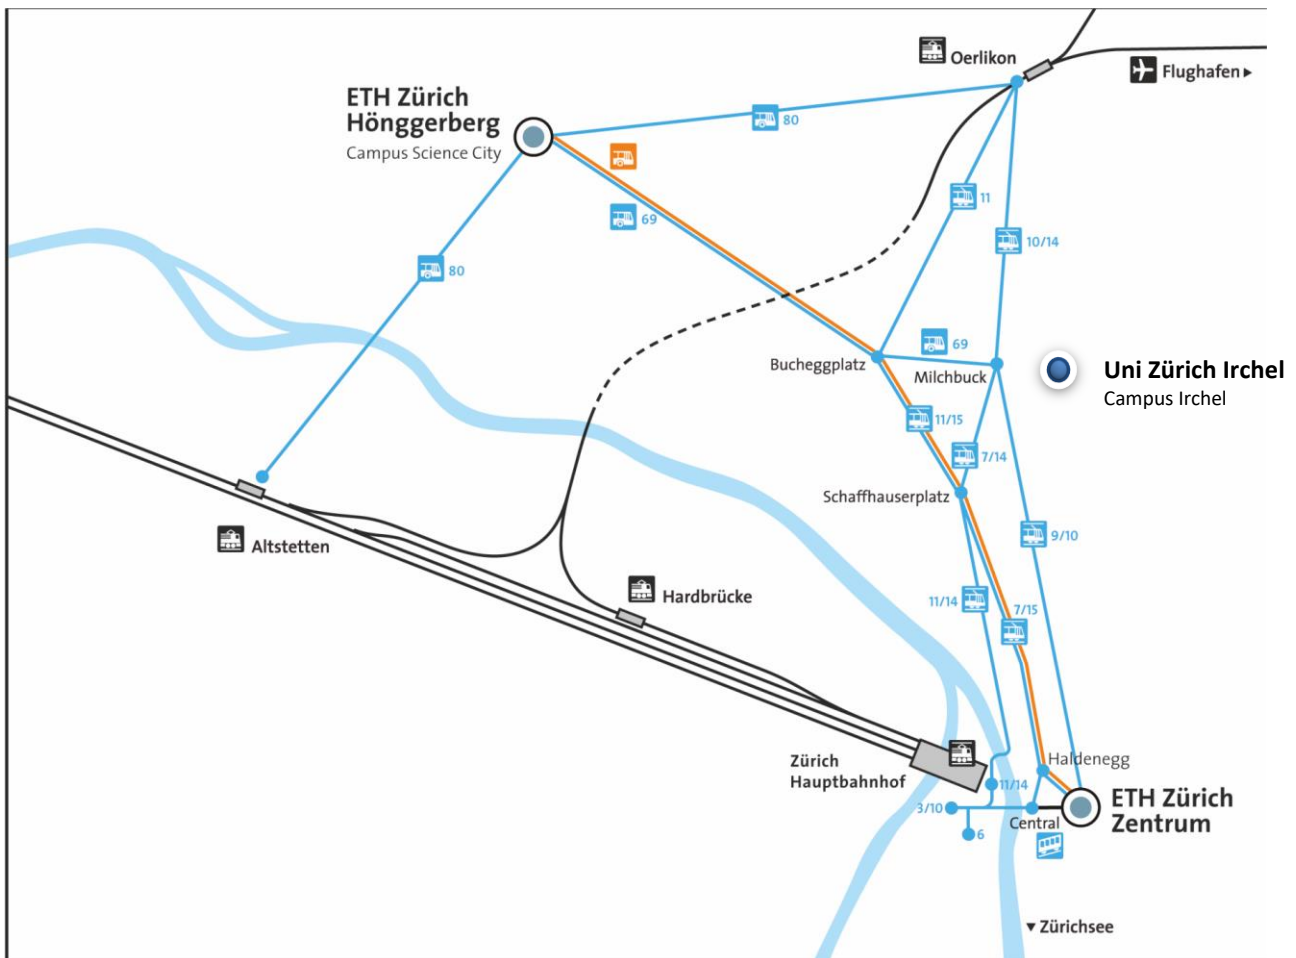 Oerlikon
Flughafen ▸
ETH Zürich
Hönggerberg
Campus Science City
80
69
11
10/14
80
69
Bucheggplatz
Milchbuck
Uni Zürich Irchel
Campus Irchel
11/15
7/14
Schaffhauserplatz
9/10
Altstetten
Hardbrücke
11/14
7/15
Zürich
Hauptbahnhof
Haldenegg
11/14
3/10
Central
6
ETH Zürich
Zentrum
▾ Zürichsee